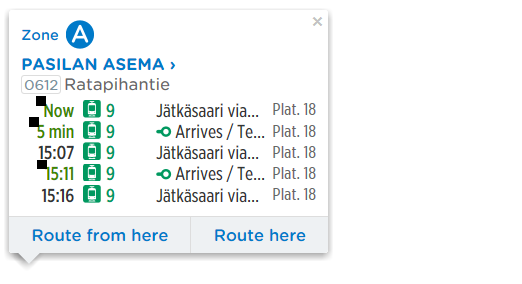 Zone A
PASILAN ASEMA ›
0612 Ratapihantie
Now 9 Jätkäsaari via... Plat. 18
5 min 9 Arrives / Te... Plat. 18
15:07 9 Jätkäsaari via... Plat. 18
15:11 9 Arrives / Te... Plat. 18
15:16 9 Jätkäsaari via... Plat. 18
Route from here Route here